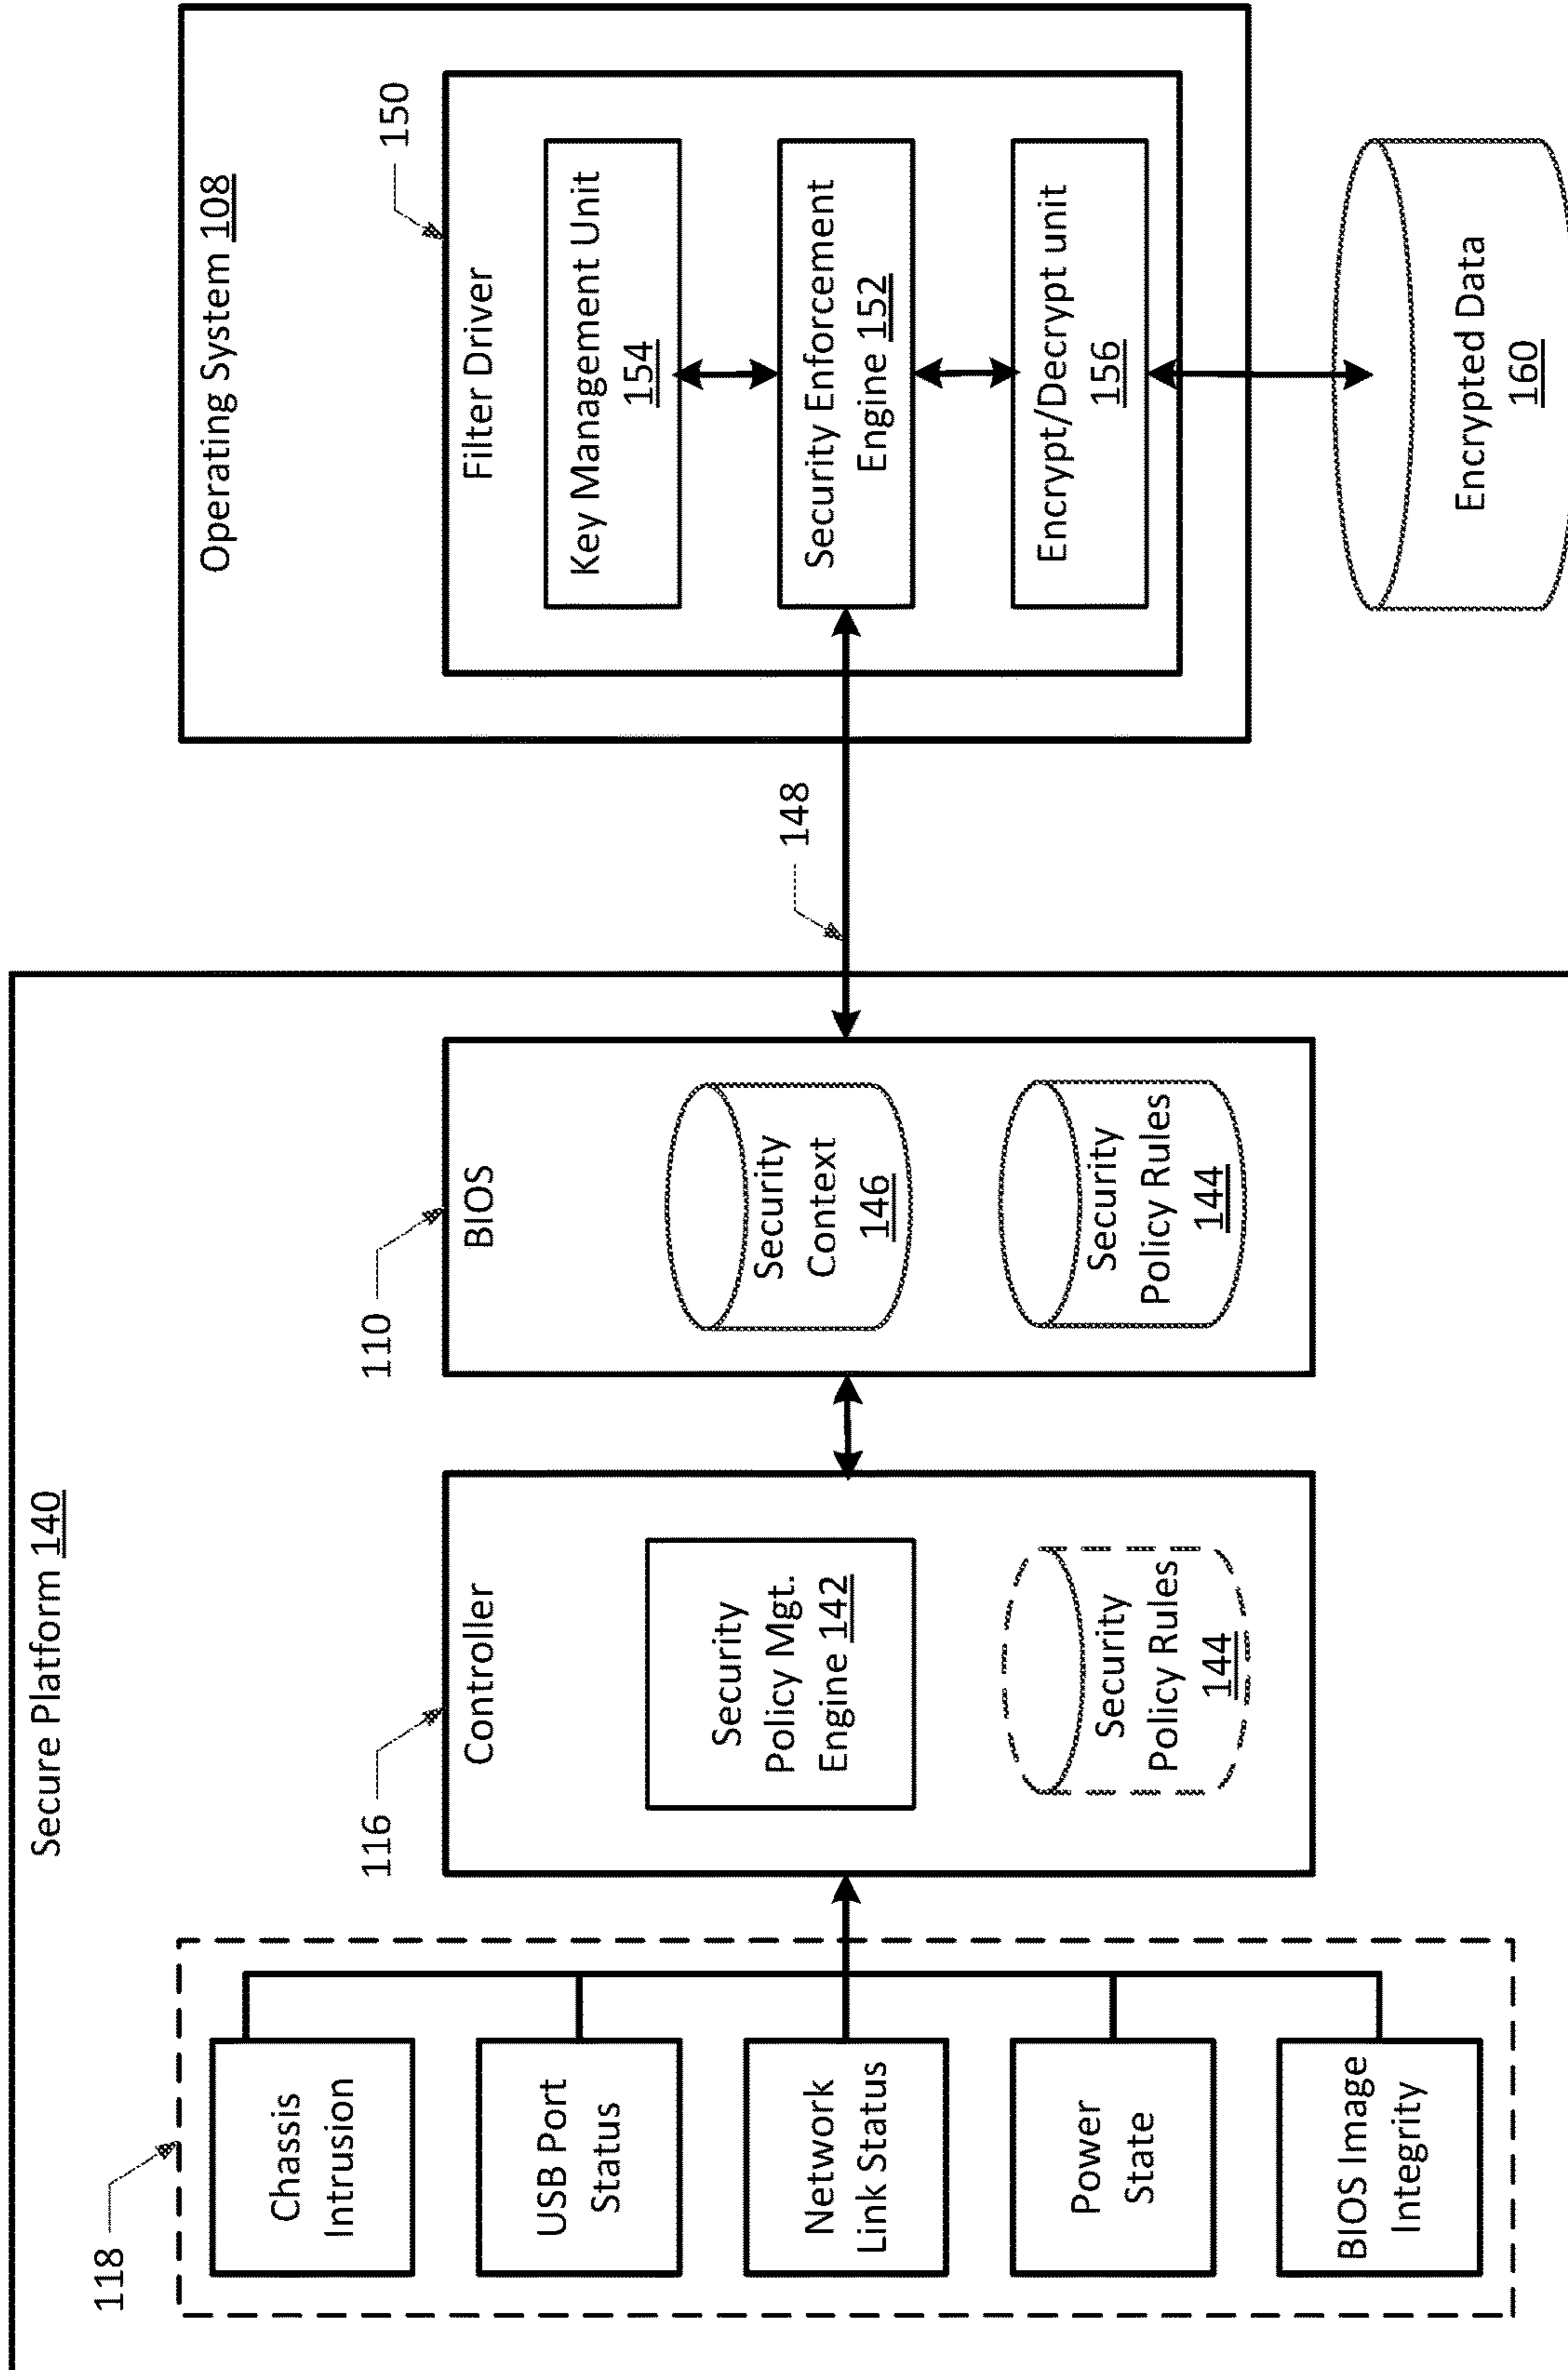 Secure Platform 140
118
Chassis
Intrusion
USB Port
Status
Network
Link Status
Power
State
BIOS Image
Integrity
116
Controller
Security
Policy Mgt.
Engine 142
Security
Policy Rules
144
110
BIOS
Security
Context
146
Security
Policy Rules
144
148
Operating System 108
150
Filter Driver
Key Management Unit
154
Security Enforcement
Engine 152
Encrypt/Decrypt unit
156
Encrypted Data
160